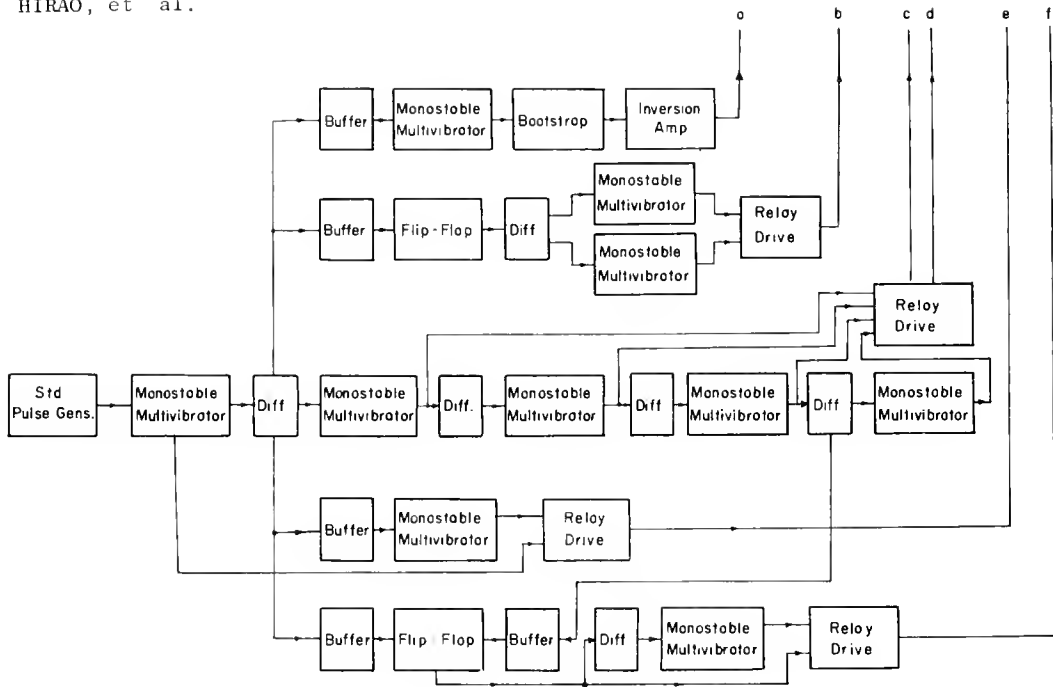 HIRAO, et al.
a b c d e f
Buffer
Monostable
Multivibrator
Bootstrap
Inversion
Amp
Buffer
Flip-Flop
Diff
Monostable
Multivibrator
Monostable
Multivibrator
Relay
Drive
Relay
Drive
Std
Pulse Gens.
Monostable
Multivibrator
Diff
Monostable
Multivibrator
Diff.
Monostable
Multivibrator
Diff
Monostable
Multivibrator
Diff
Monostable
Multivibrator
Buffer
Monostable
Multivibrator
Relay
Drive
Buffer
Flip Flop
Buffer
Diff
Monostable
Multivibrator
Relay
Drive